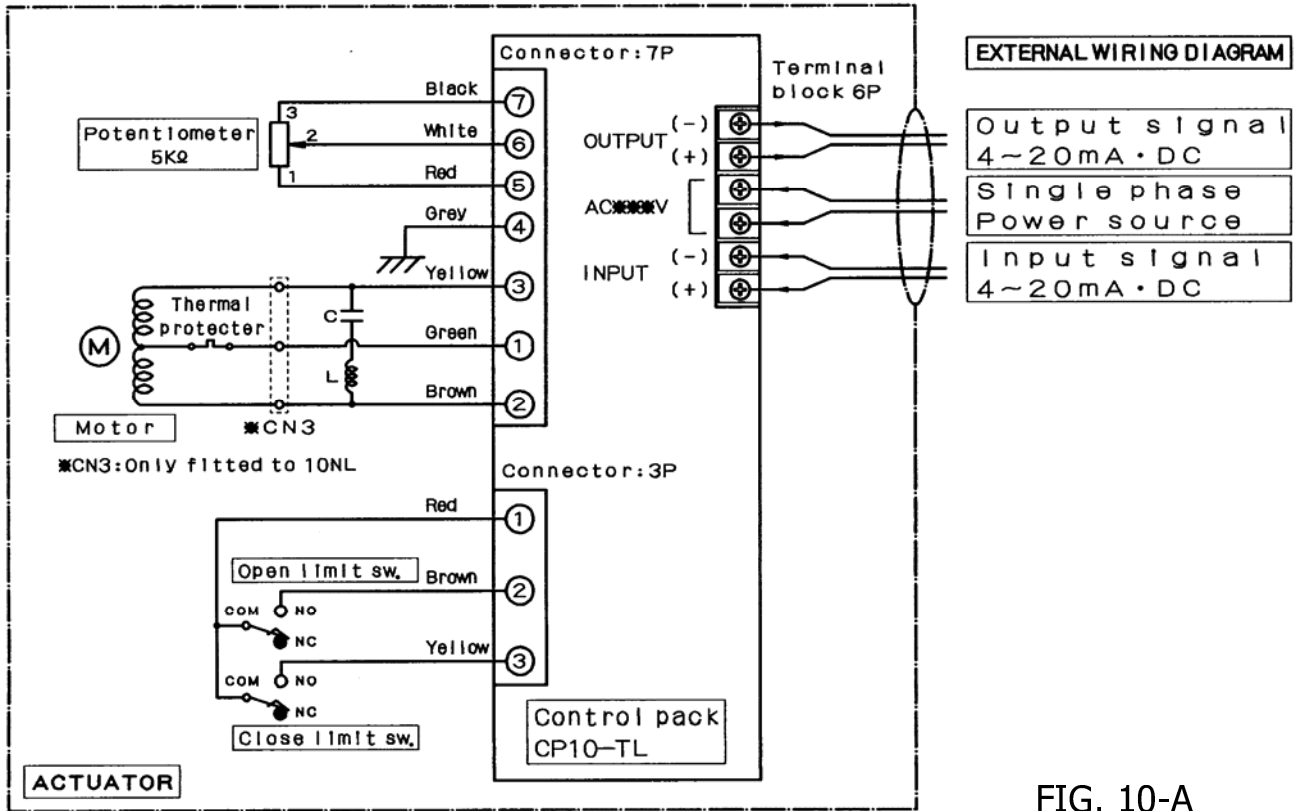 Connector:7P
EXTERNAL WIRING DIAGRAM
Terminal
block 6P
Potentiometer
5KΩ
3
2
1
Black
7
White
6
Red
5
Grey
4
Yellow
3
Green
1
Brown
2
OUTPUT
(-)
(+)
AC※※※V
INPUT
(-)
(+)
Output signal
4~20mA・DC
Single phase
Power source
Input signal
4~20mA・DC
M
Thermal
protecter
C
L
Motor
※CN3
※CN3:Only fitted to 10NL
Connector:3P
Red
1
Open limit sw.
Brown
2
COM
NO
NC
Yellow
3
COM
NO
NC
Close limit sw.
Control pack
CP10-TL
ACTUATOR
FIG. 10-A